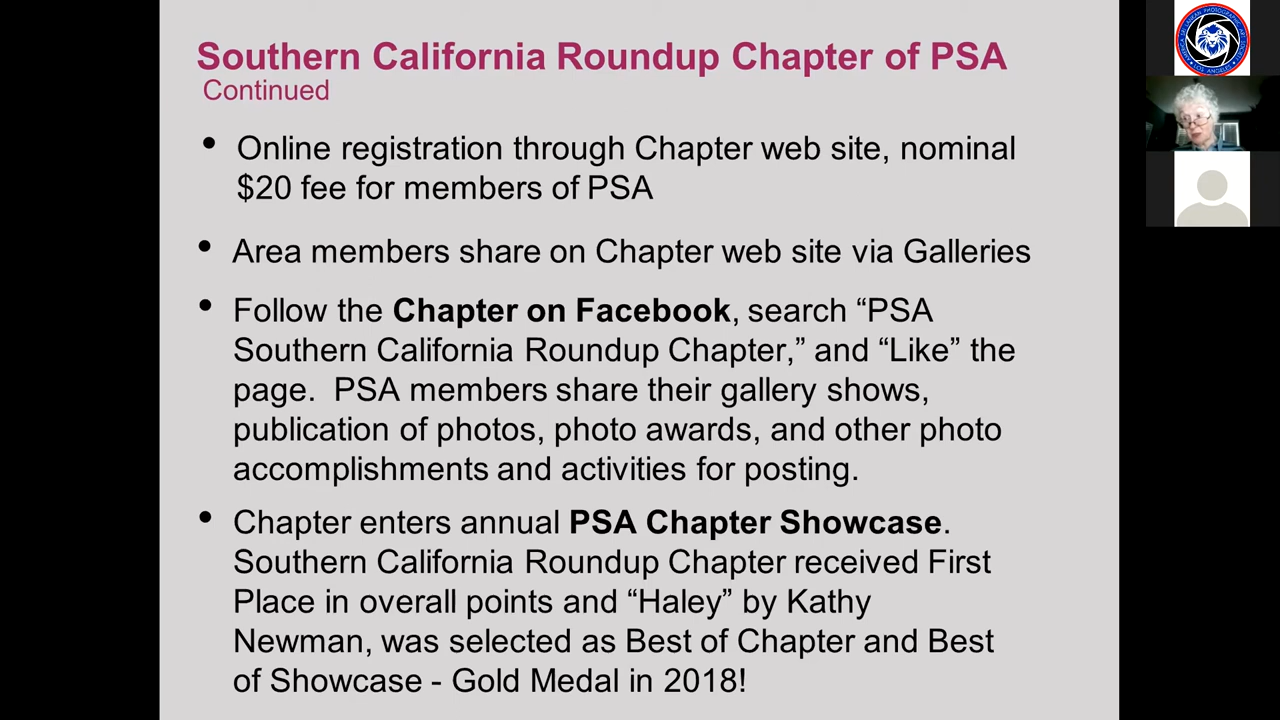 Southern California Roundup Chapter of PSA
Continued
• Online registration through Chapter web site, nominal
$20 fee for members of PSA
• Area members share on Chapter web site via Galleries
• Follow the Chapter on Facebook, search “PSA
Southern California Roundup Chapter,” and “Like” the
page.  PSA members share their gallery shows,
publication of photos, photo awards, and other photo
accomplishments and activities for posting.
• Chapter enters annual PSA Chapter Showcase.
Southern California Roundup Chapter received First
Place in overall points and “Haley” by Kathy
Newman, was selected as Best of Chapter and Best
of Showcase - Gold Medal in 2018!
LOS ANGELES